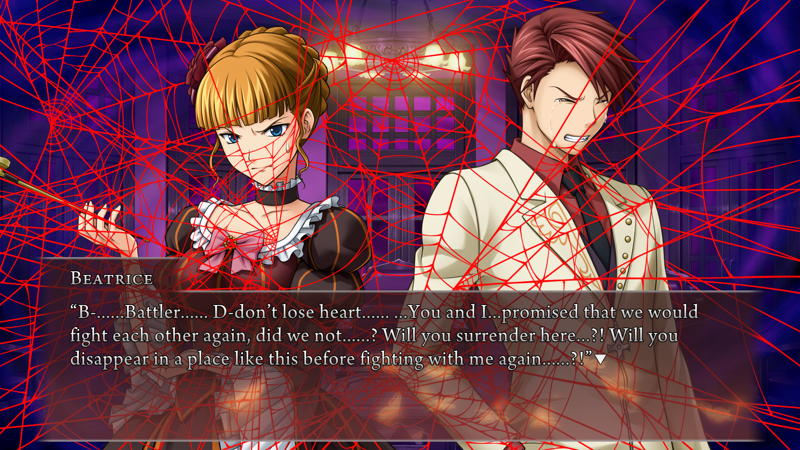 BEATRICE
“B-......Battler...... D-don’t lose heart...... ...You and I...promised that we would
fight each other again, did we not......? Will you surrender here...?! Will you
disappear in a place like this before fighting with me again......?!”